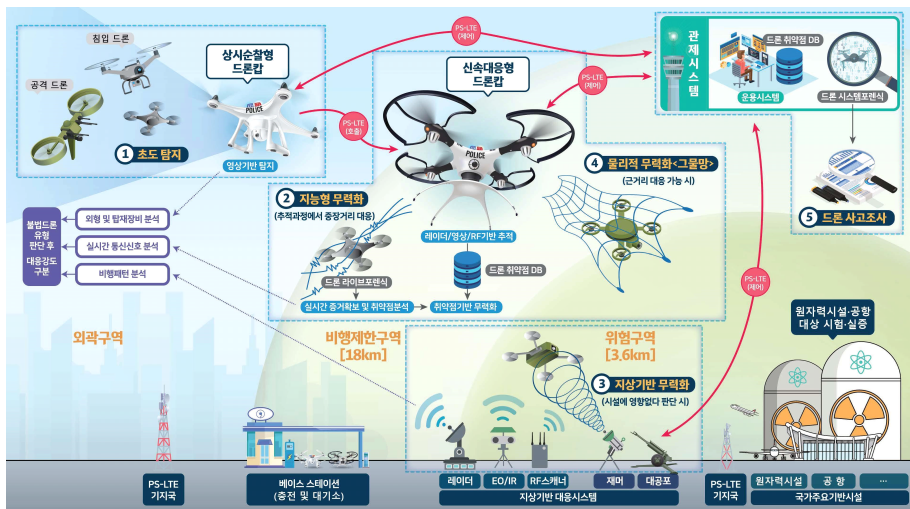 침입 드론
공격 드론
상시순찰형
드론캅
POLICE
1 초도 탐지
영상기반 탐지
PS-LTE
(제어)
PS-LTE
(호출)
신속대응형
드론캅
POLICE
PS-LTE
(제어)
관제시스템
드론 취약점 DB
운용시스템
드론 시스템포렌식
5 드론 사고조사
2 지능형 무력화
(추적과정에서 중장거리 대응)
드론 라이브포렌식
실시간 증거확보 및 취약점분석
레이더/영상/RF기반 추적
드론 취약점 DB
취약점기반 무력화
4 물리적 무력화<그물망>
(근거리 대응 가능 시)
불법드론
유형
판단 후
대응강도
구분
외형 및 탑재장비 분석
실시간 통신신호 분석
비행패턴 분석
PS-LTE
(제어)
외곽구역
비행제한구역
[18km]
위험구역
[3.6km]
3 지상기반 무력화
(시설에 영향없다 판단 시)
원자력시설·공항
대상 시험·실증
PS-LTE
기지국
베이스 스테이션
(충전 및 대기소)
레이더
EO/IR
RF스캐너
재머
대공포
지상기반 대응시스템
PS-LTE
기지국
원자력시설
공 항
...
국가주요기반시설